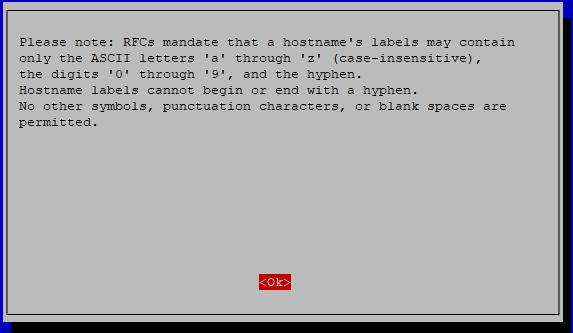 Please note: RFCs mandate that a hostname's labels may contain
only the ASCII letters 'a' through 'z' (case-insensitive),
the digits '0' through '9', and the hyphen.
Hostname labels cannot begin or end with a hyphen.
No other symbols, punctuation characters, or blank spaces are
permitted.
<Ok>